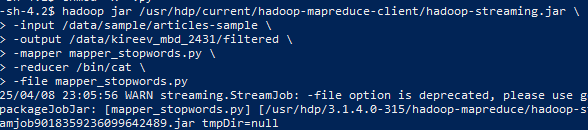 -sh-4.2$ hadoop jar /usr/hdp/current/hadoop-mapreduce-client/hadoop-streaming.jar \
> -input /data/sample/articles-sample \
> -output /data/kireev_mbd_2431/filtered \
> -mapper mapper_stopwords.py \
> -reducer /bin/cat \
> -file mapper_stopwords.py
25/04/08 23:05:56 WARN streaming.StreamJob: -file option is deprecated, please use g
packageJobJar: [mapper_stopwords.py] [/usr/hdp/3.1.4.0-315/hadoop-mapreduce/hadoop-st
amjob9018359236099642489.jar tmpDir=null